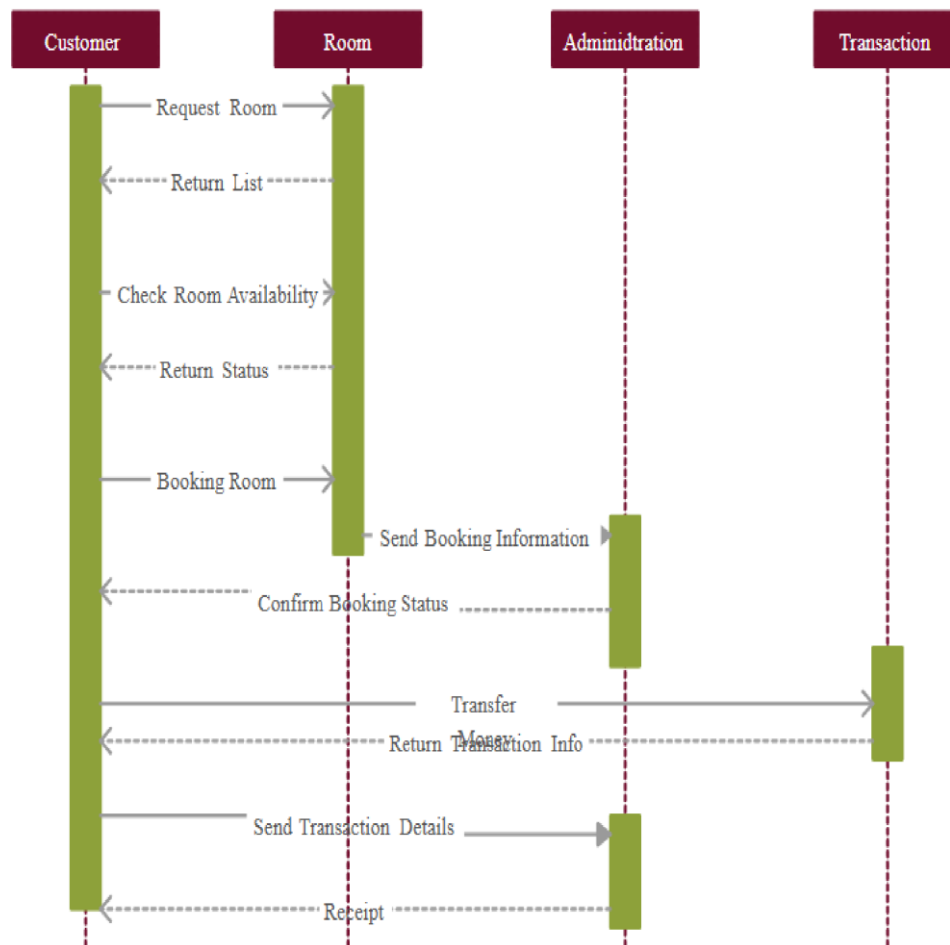 Customer
Room
Adminidtration
Transaction
Request Room
Return List
Check Room Availability
Return Status
Booking Room
Send Booking Information
Confirm Booking Status
Transfer
Money
Return Transaction Info
Send Transaction Details
Receipt